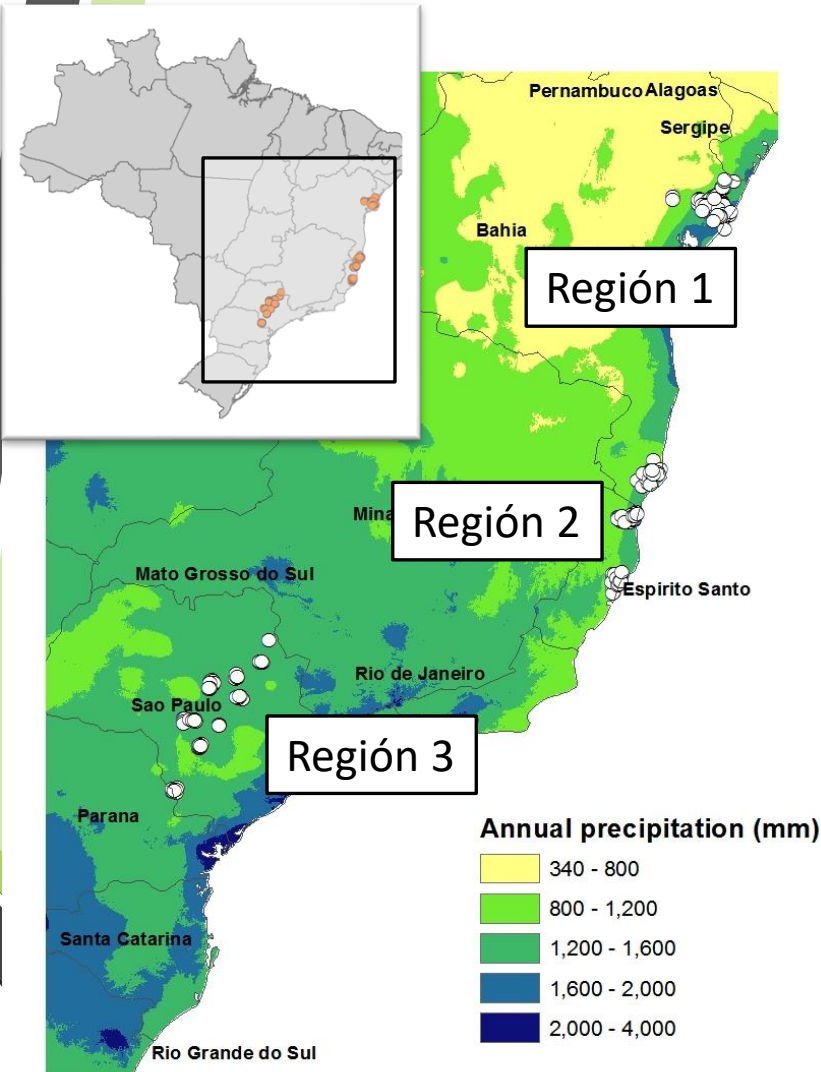 Pernambuco Alagoas
Sergipe
Bahia
Región 1
Mina
Región 2
Mato Grosso do Sul
Espirito Santo
Rio de Janeiro
Sao Paulo
Región 3
Parana
Annual precipitation (mm)
340 - 800
800 - 1,200
1,200 - 1,600
1,600 - 2,000
2,000 - 4,000
Santa Catarina
Rio Grande do Sul